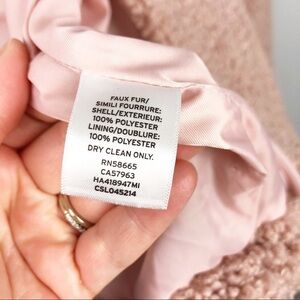 FAUX FUR/
SIMILI FOURRURE:
SHELL/EXTERIEUR:
100% POLYESTER
LINING/DOUBLURE:
100% POLYESTER
DRY CLEAN ONLY.
RN58665
CA57963
HA418947MI
CSL045214